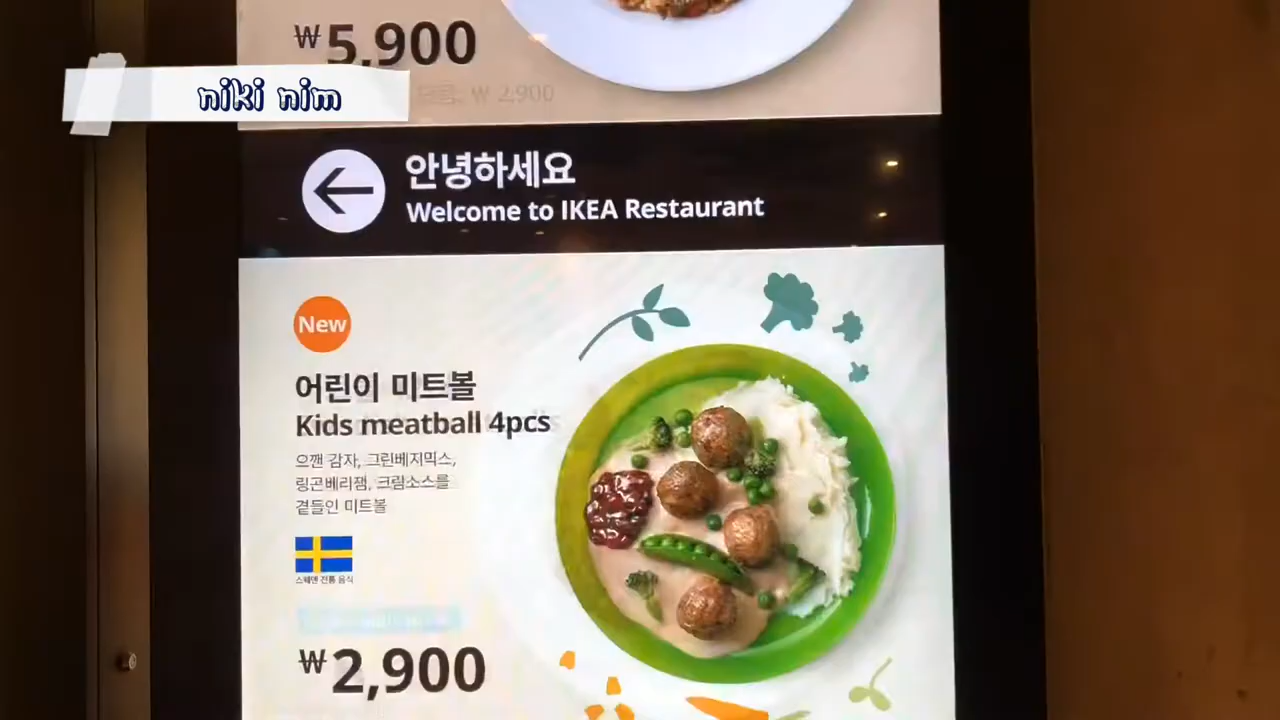 ₩5,900
niki nim
₩ 2,900
안녕하세요
Welcome to IKEA Restaurant
New
어린이 미트볼
Kids meatball 4pcs
으깬 감자, 그린베지믹스,
링곤베리잼, 크림소스를
곁들인 미트볼
스웨덴 전통 음식
₩2,900